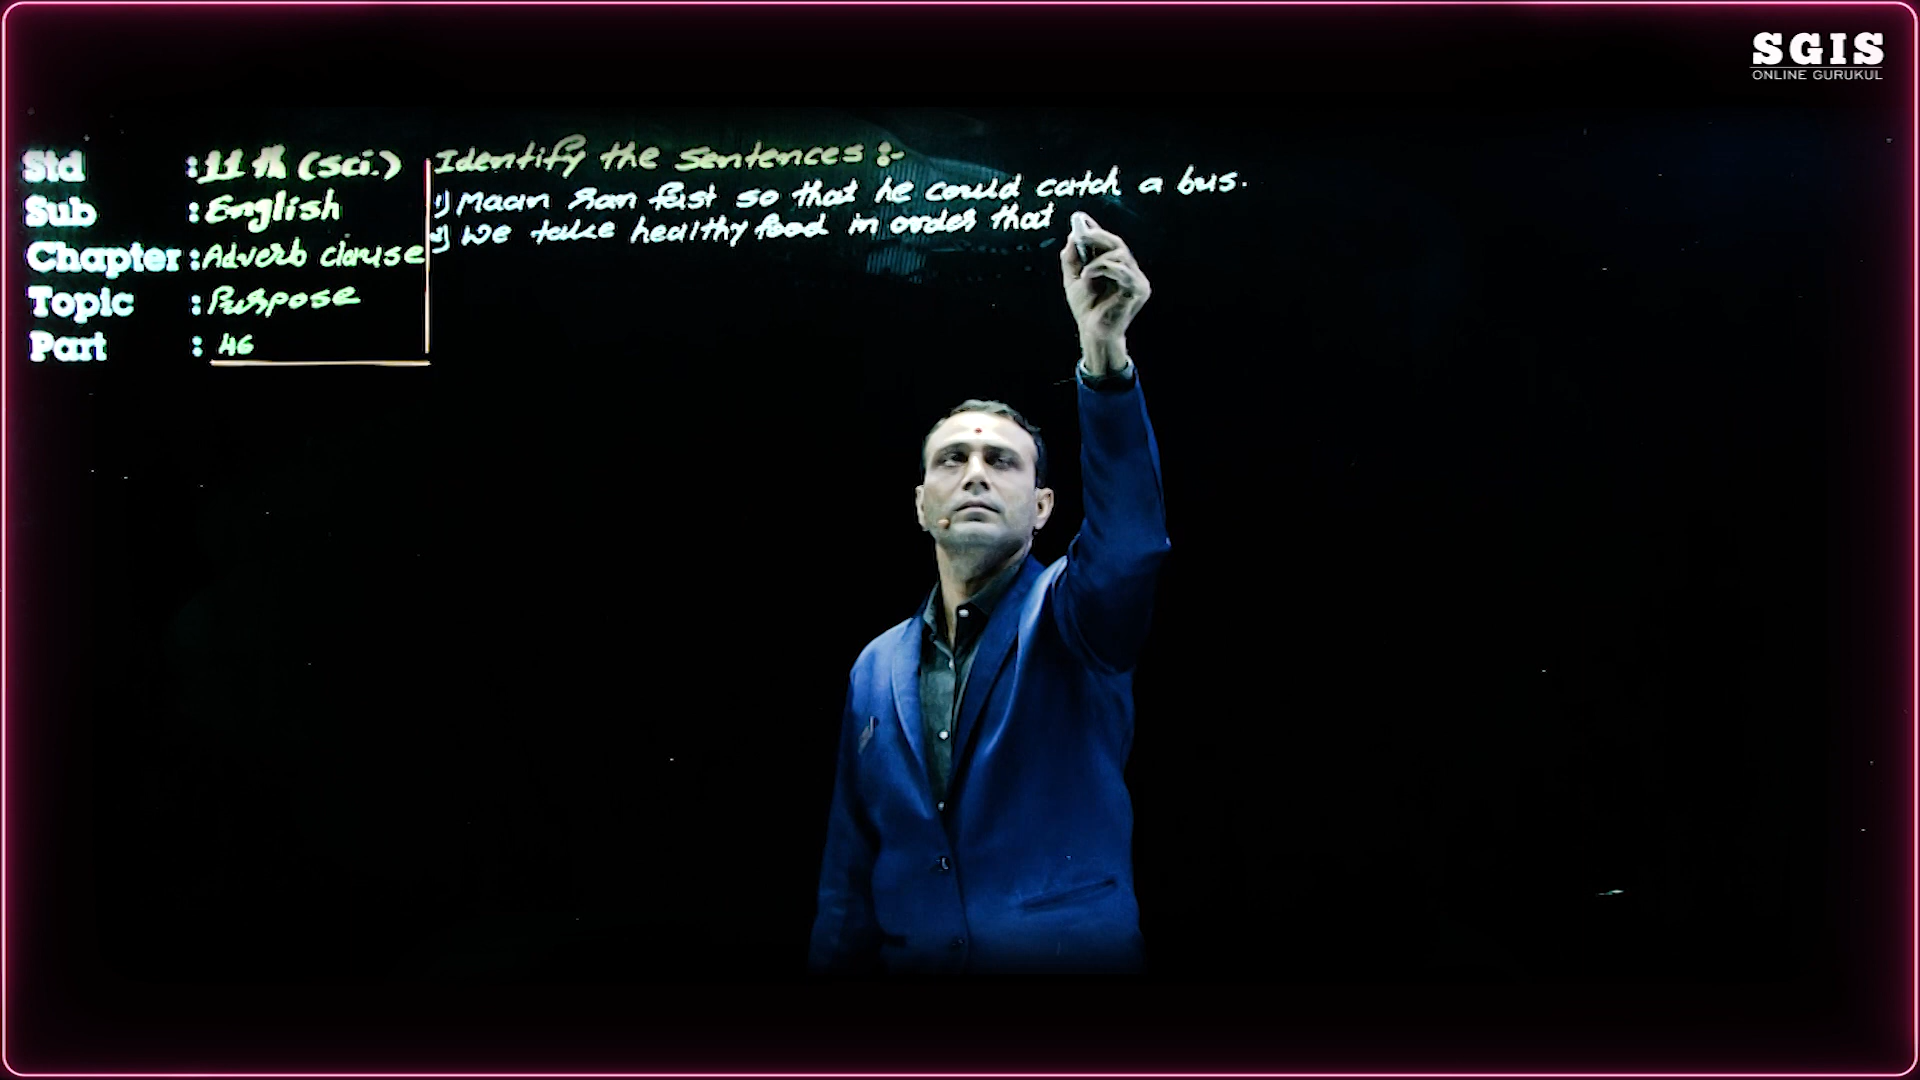 SGIS
ONLINE GURUKUL
Std : 11th (sci.)
Sub : English
Chapter : Adverb clause
Topic : Purpose
Part : 46
Identify the sentences :-
1) Maan ran fast so that he could catch a bus.
2) We take healthy food in order that